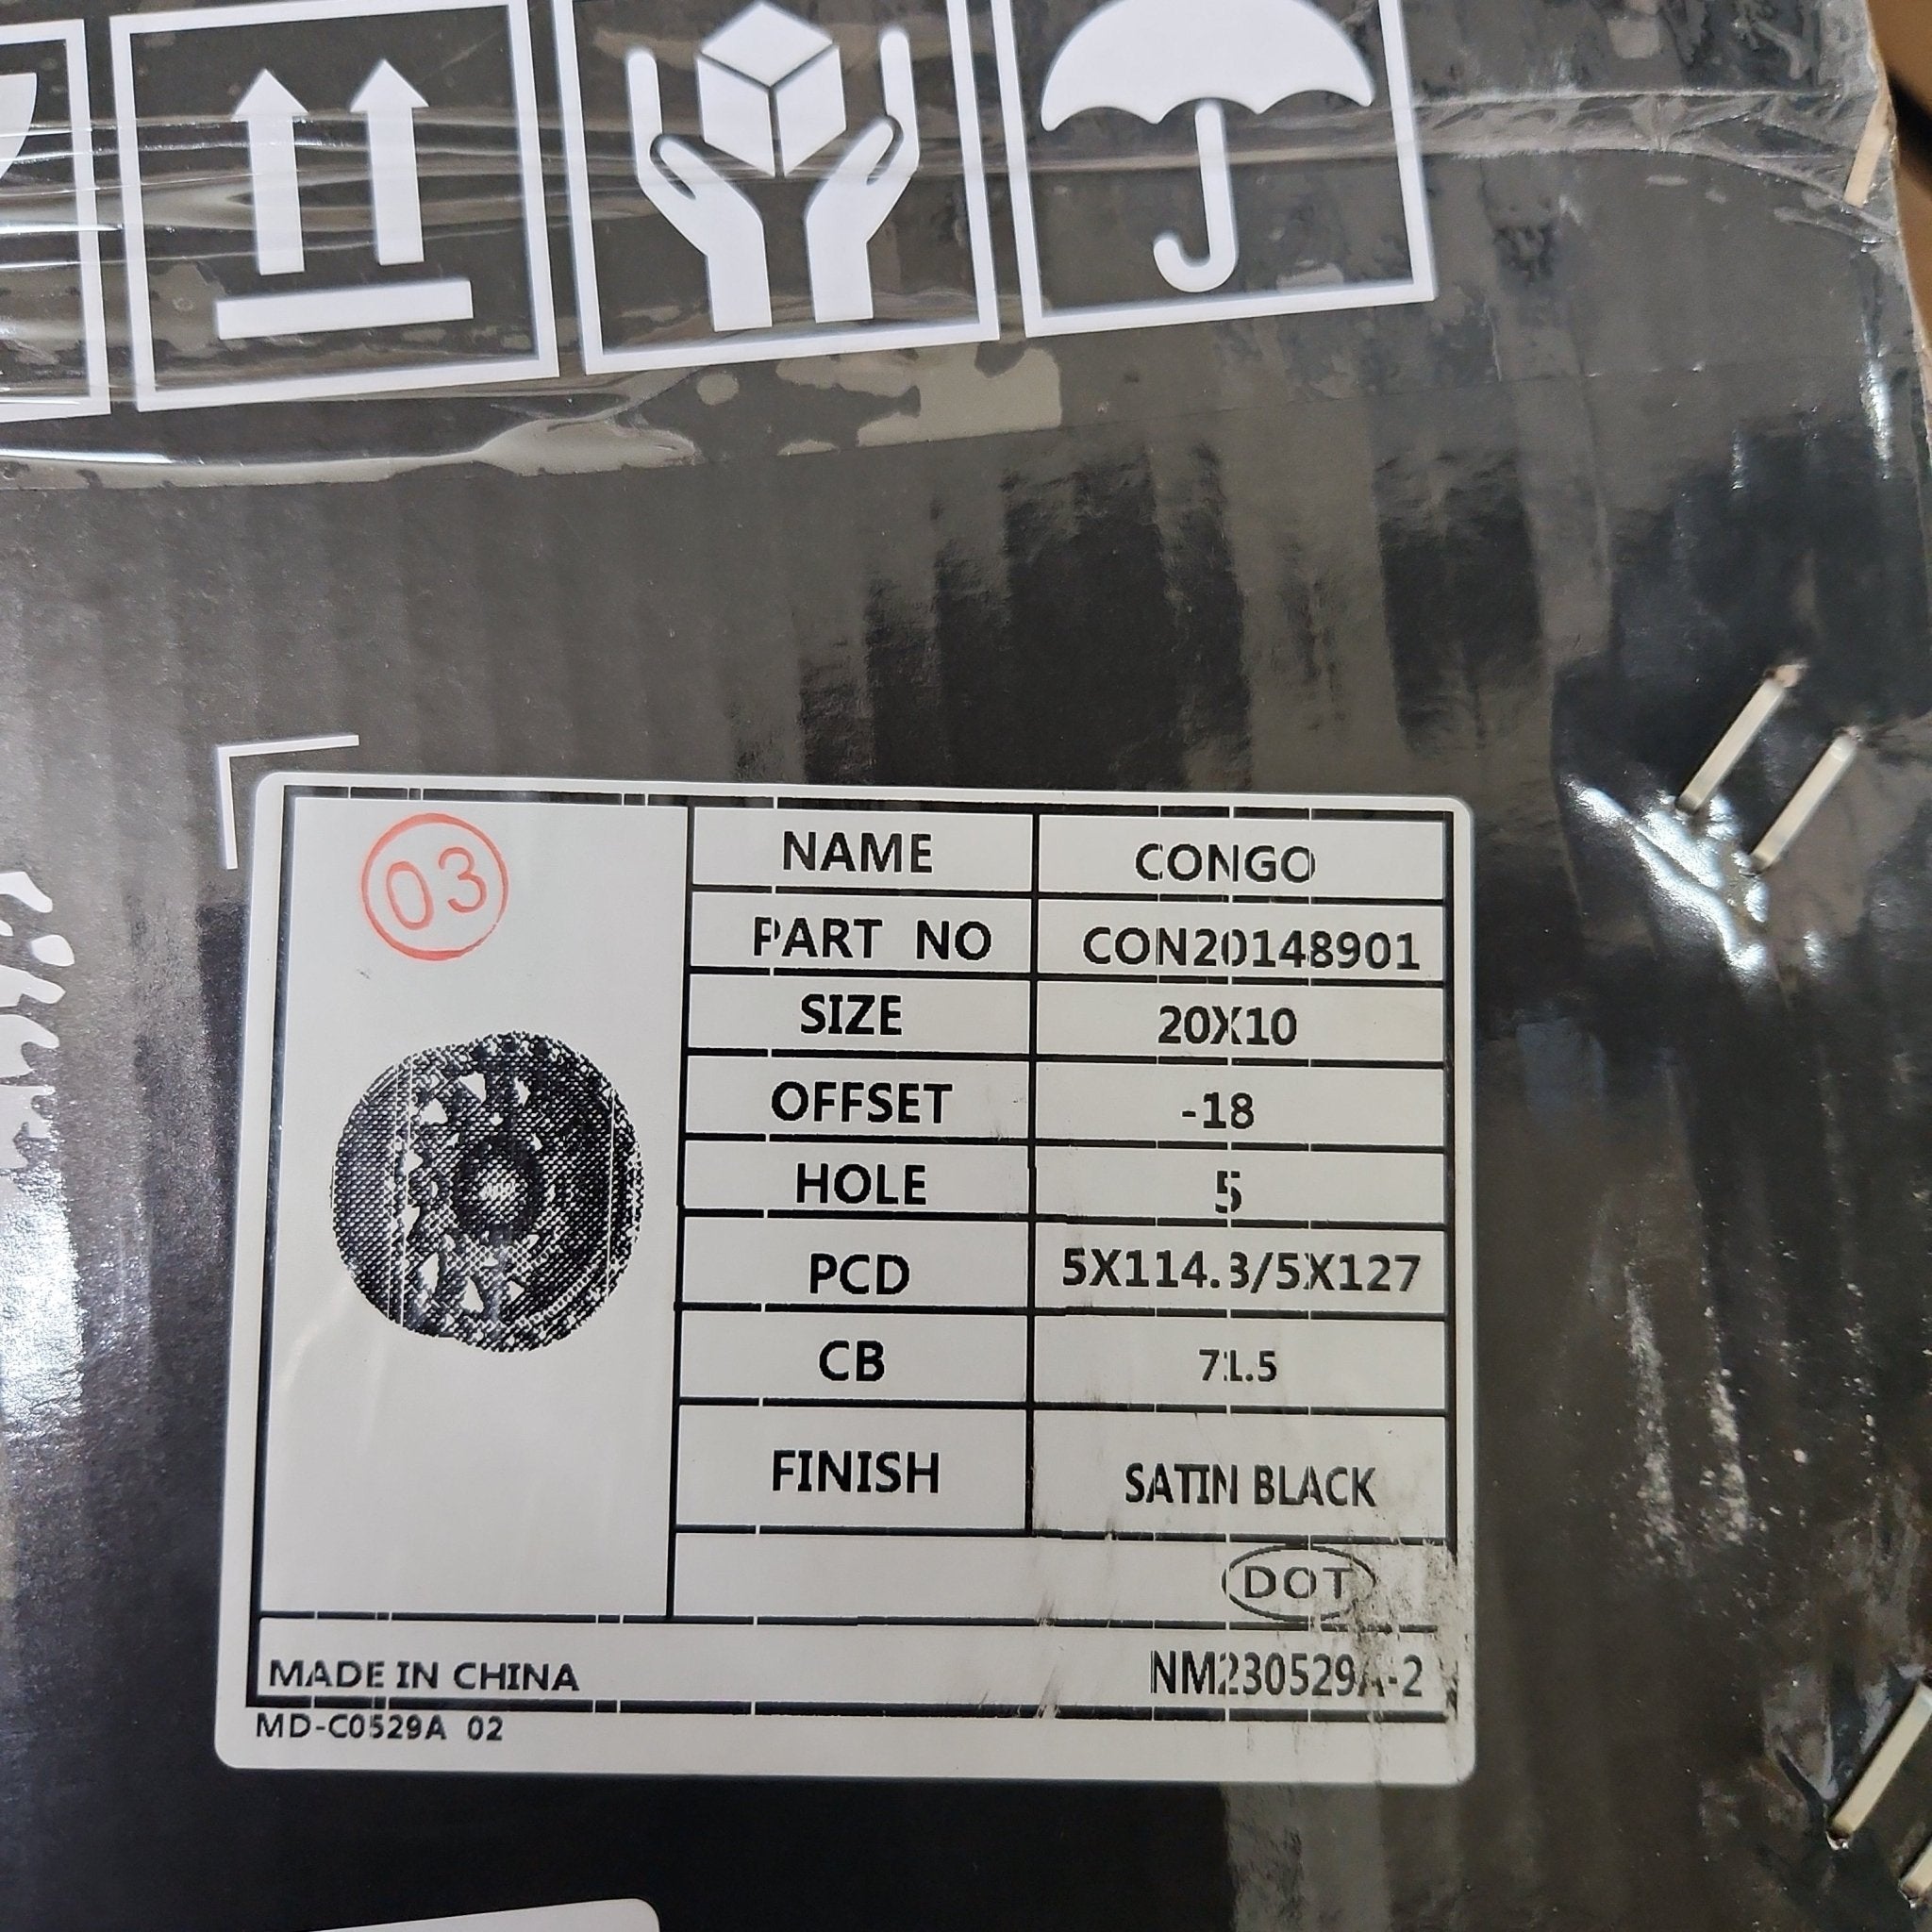 03
NAME CONGO
PART NO CON20148901
SIZE 20X10
OFFSET -18
HOLE 5
PCD 5X114.3/5X127
CB 71.5
FINISH SATIN BLACK
DOT
MADE IN CHINA NM230529A-2
MD-C0529A 02